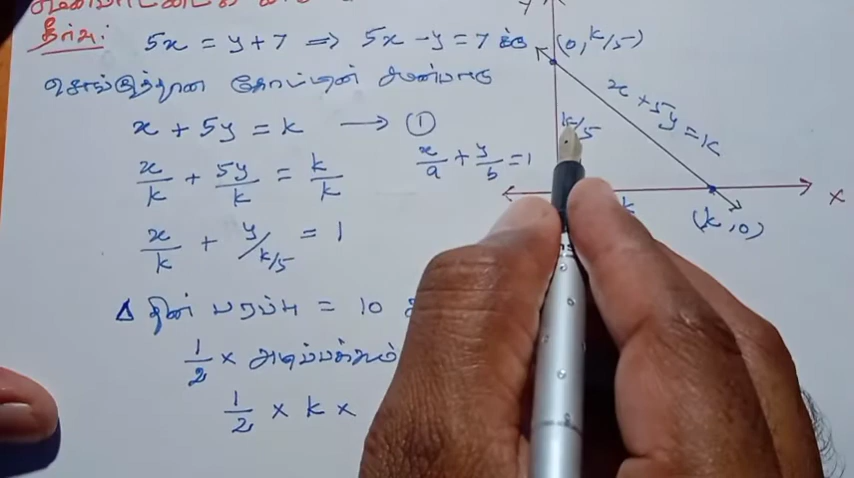 தீர்வு:
5x = y+7 => 5x - y = 7 க்கு
செங்குத்தான கோட்டின் சமன்பாடு
x + 5y = k → ①
x/k + 5y/k = k/k
x/a + y/b = 1
x/k + y/k/5 = 1
Δ தின் பரப்பு = 10
1/2 × அடிப்பக்கம்
1/2 × k ×
y
(0, k/5)
x + 5y = k
k/5
k
(k, 0)
x